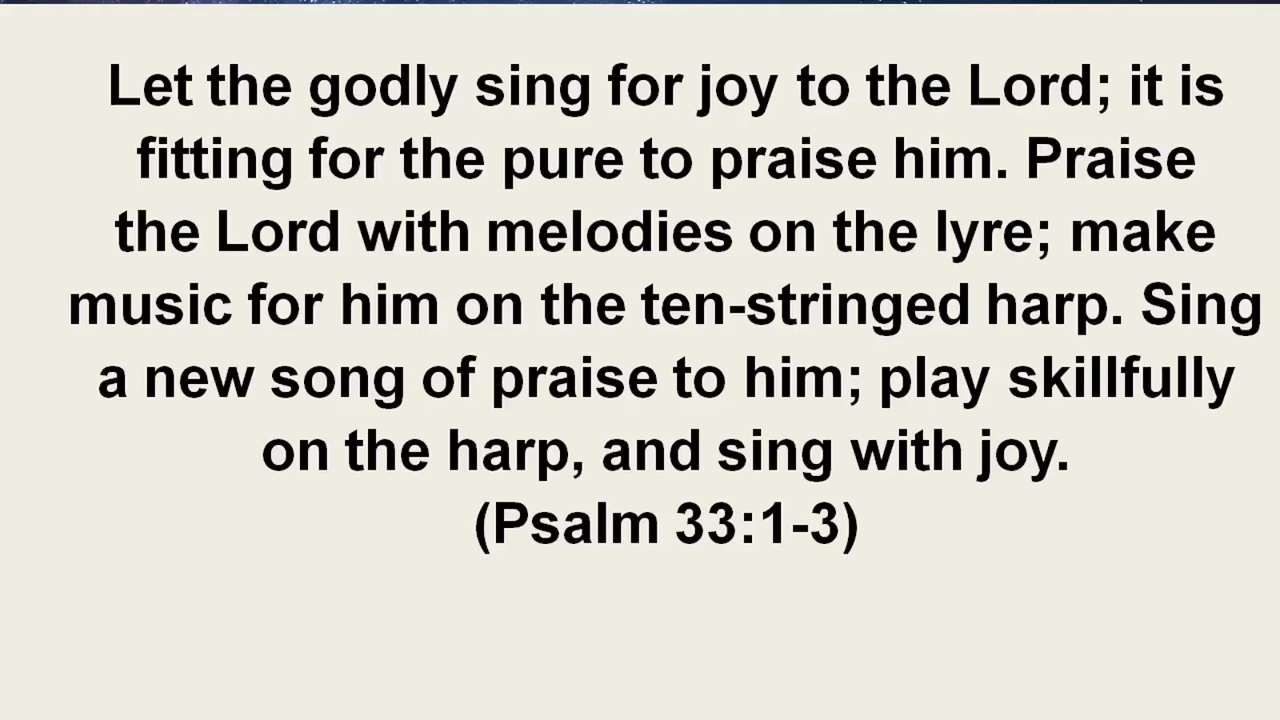 Let the godly sing for joy to the Lord; it is
fitting for the pure to praise him. Praise
the Lord with melodies on the lyre; make
music for him on the ten-stringed harp. Sing
a new song of praise to him; play skillfully
on the harp, and sing with joy.
(Psalm 33:1-3)